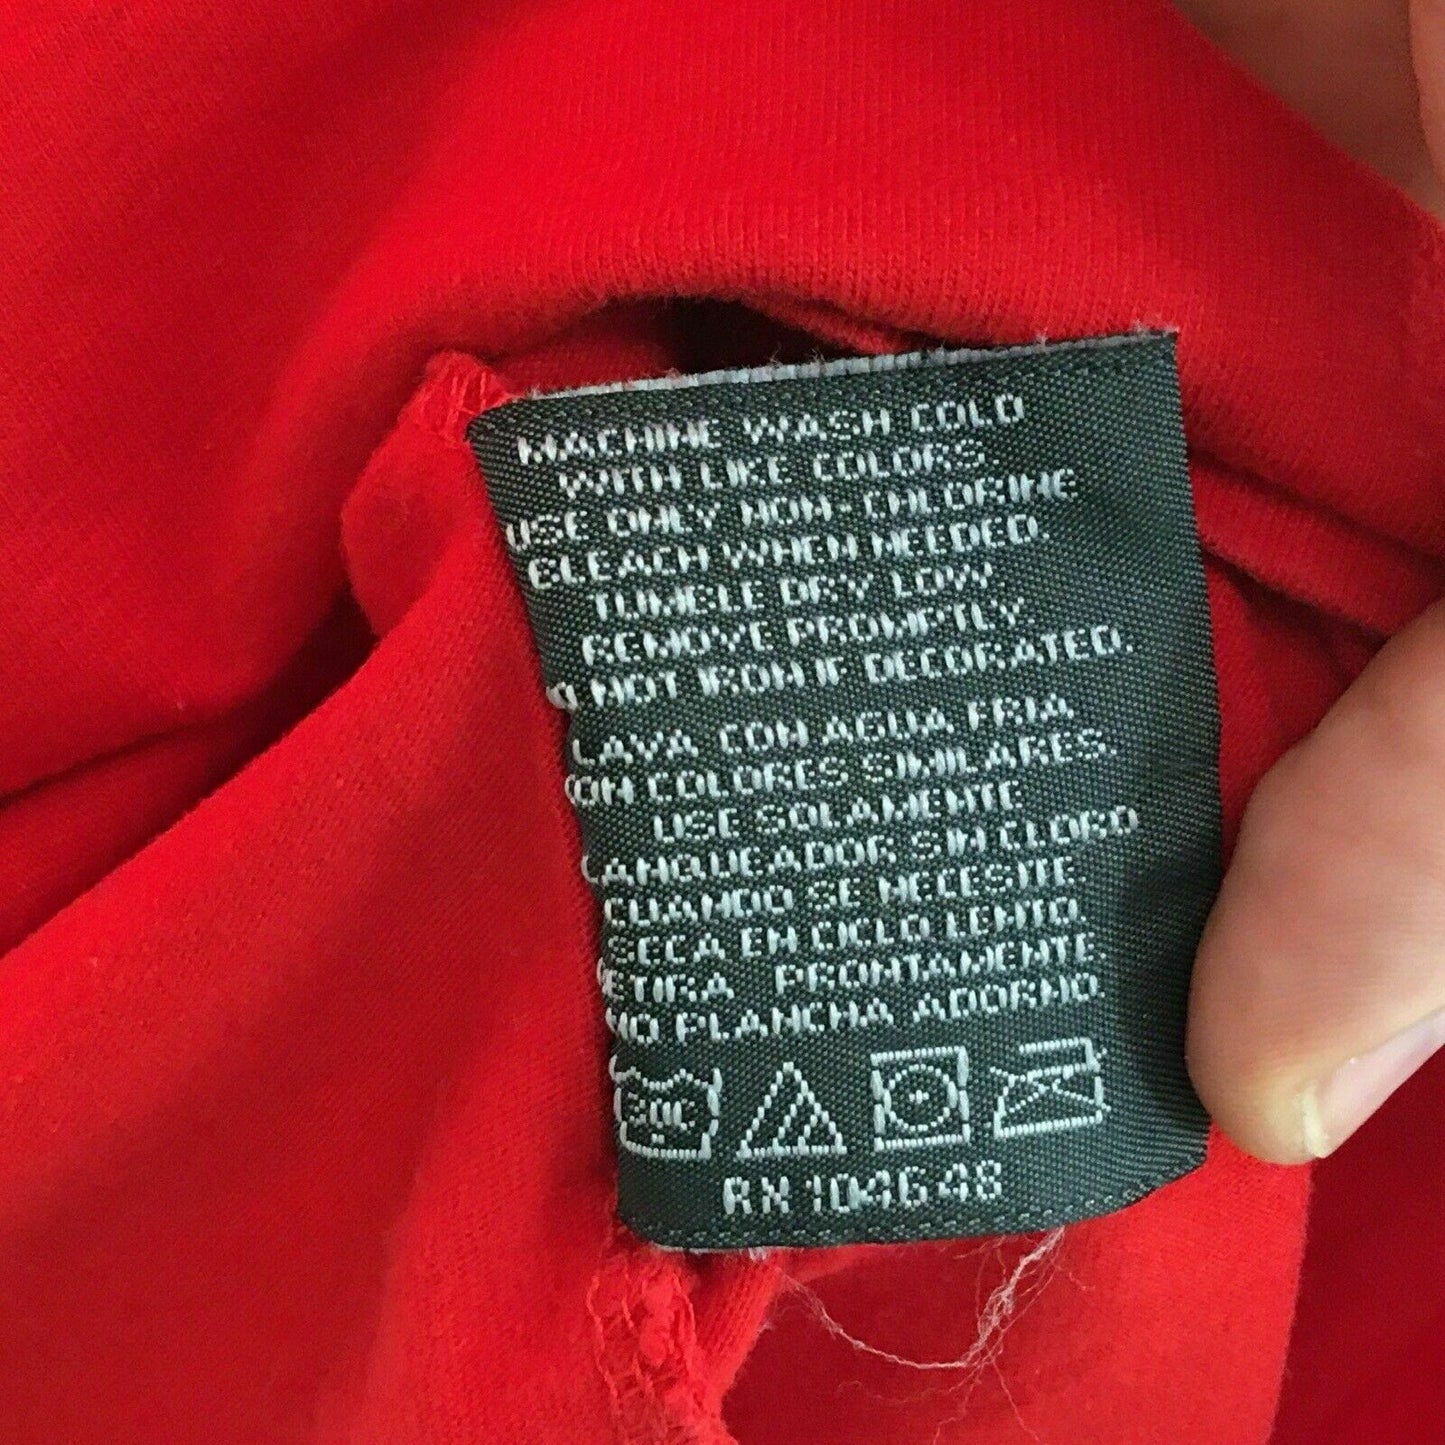 MACHINE WASH COLD
WITH LIKE COLORS
USE ONLY NON-CHLORINE
BLEACH WHEN NEEDED.
TUMBLE DRY LOW.
REMOVE PROMPTLY.
NOT IRON IF DECORATED.
LAVA CON AGUA FRIA
CON COLORES SIMILARES.
USE SOLAMENTE
LANQUEADOR SIN CLORO
CUANDO SE NECESITE
SECA EN CICLO LENTO.
RETIRA PRONTAMENTE
NO PLANCHA ADORNO
30C
RN 104648